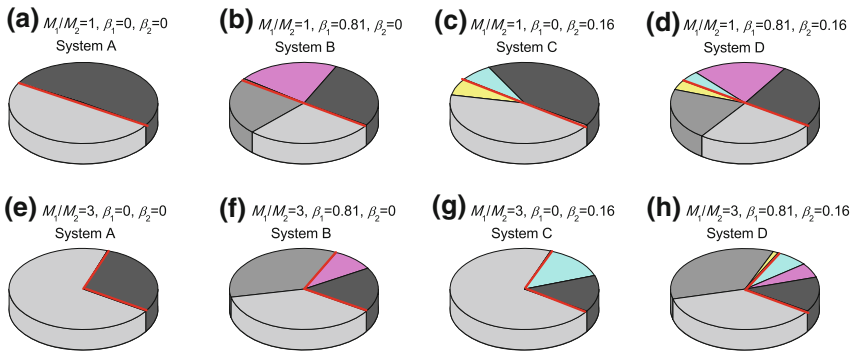 (a) M₁/M₂=1, β₁=0, β₂=0
System A
(b) M₁/M₂=1, β₁=0.81, β₂=0
System B
(c) M₁/M₂=1, β₁=0, β₂=0.16
System C
(d) M₁/M₂=1, β₁=0.81, β₂=0.16
System D
(e) M₁/M₂=3, β₁=0, β₂=0
System A
(f) M₁/M₂=3, β₁=0.81, β₂=0
System B
(g) M₁/M₂=3, β₁=0, β₂=0.16
System C
(h) M₁/M₂=3, β₁=0.81, β₂=0.16
System D